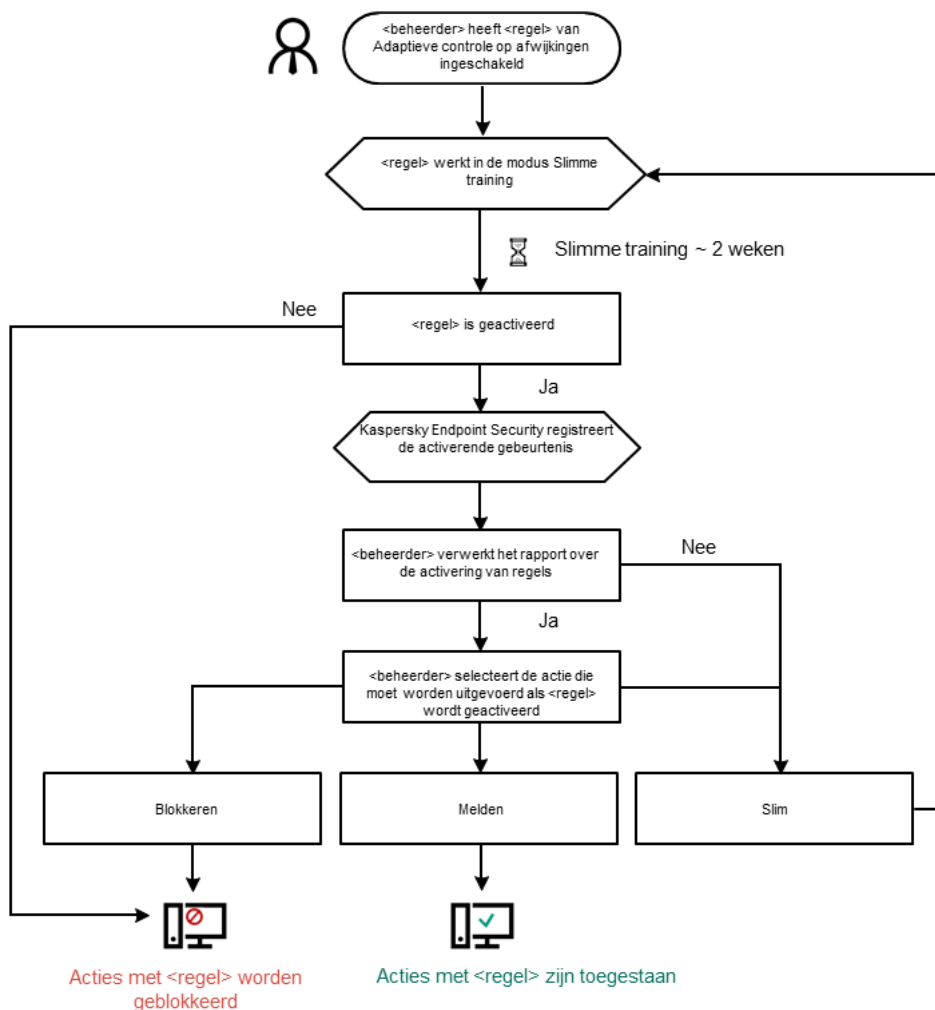 <beheerder> heeft <regel> van
Adaptieve controle op afwijkingen
ingeschakeld
<regel> werkt in de modus Slimme
training
Slimme training ~ 2 weken
Nee
<regel> is geactiveerd
Ja
Kaspersky Endpoint Security registreert
de activerende gebeurtenis
<beheerder> verwerkt het rapport over
de activering van regels
Nee
Ja
<beheerder> selecteert de actie die
moet worden uitgevoerd als <regel>
wordt geactiveerd
Blokkeren
Melden
Slim
Acties met <regel> worden
geblokkeerd
Acties met <regel> zijn toegestaan